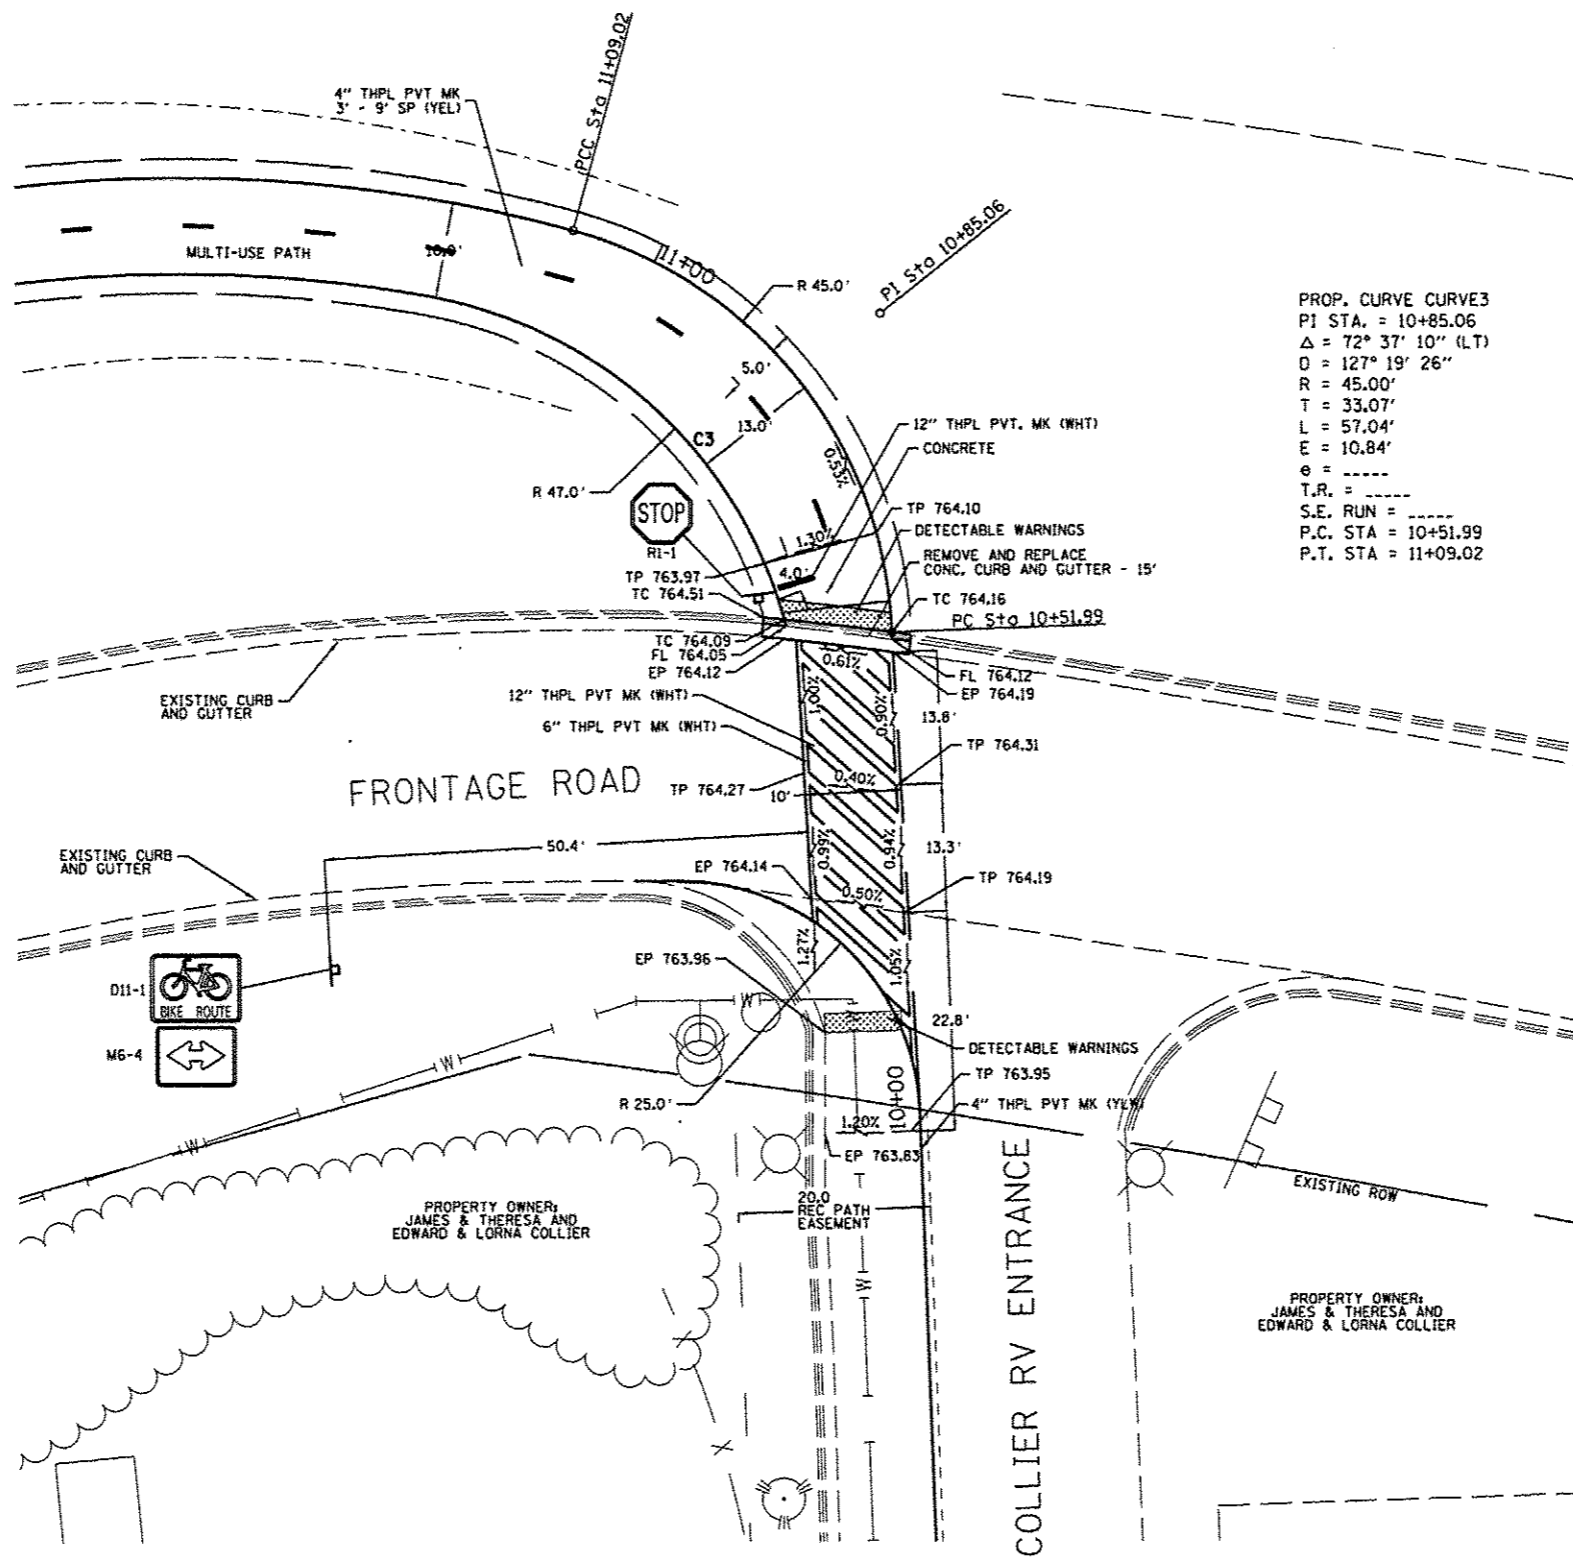 PCC Sta 11+09.02
4" THPL PVT MK
3' - 9' SP (YEL)
MULTI-USE PATH
10.0'
11+00
PI Sta 10+85.06
R 45.0'
PROP. CURVE CURVE3
PI STA. = 10+85.06
Δ = 72° 37' 10" (LT)
D = 127° 19' 26"
R = 45.00'
T = 33.07'
L = 57.04'
E = 10.84'
e = -----
T.R. = -----
S.E. RUN = -----
P.C. STA = 10+51.99
P.T. STA = 11+09.02
5.0'
13.0'
C3
0.53%
12" THPL PVT. MK (WHT)
CONCRETE
R 47.0'
STOP
R1-1
TP 764.10
DETECTABLE WARNINGS
1.30%
REMOVE AND REPLACE
CONC. CURB AND GUTTER - 15'
TP 763.97
4.0'
TC 764.51
TC 764.16
PC Sta 10+51.99
TC 764.09
FL 764.05
EP 764.12
0.61%
FL 764.12
EP 764.19
EXISTING CURB
AND GUTTER
12" THPL PVT MK (WHT)
1.00%
0.90%
13.8'
6" THPL PVT MK (WHT)
TP 764.31
FRONTAGE ROAD
TP 764.27
0.40%
10'
50.4'
0.99%
0.94%
13.3'
EXISTING CURB
AND GUTTER
EP 764.14
TP 764.19
0.50%
1.27%
1.05%
EP 763.96
D11-1
BIKE ROUTE
W
W
22.8'
DETECTABLE WARNINGS
M6-4
W
TP 763.95
R 25.0'
10+00
4" THPL PVT MK (YLW)
W
1.20%
EP 763.83
EXISTING ROW
20.0
REC PATH
EASEMENT
PROPERTY OWNER:
JAMES & THERESA AND
EDWARD & LORNA COLLIER
W
COLLIER RV ENTRANCE
PROPERTY OWNER:
JAMES & THERESA AND
EDWARD & LORNA COLLIER
X
X